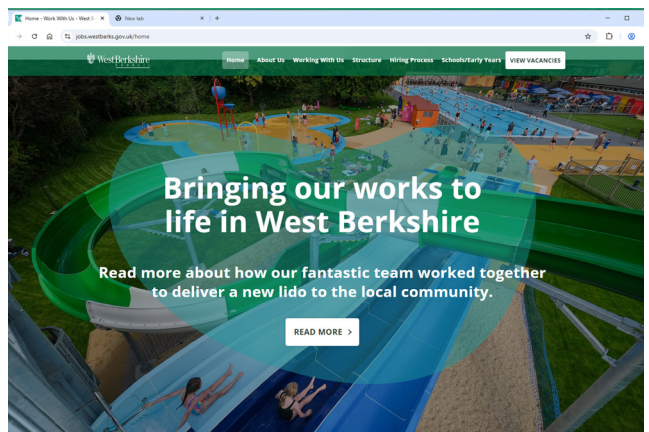 Home - Work With Us - West B
New tab
jobs.westberks.gov.uk/home
West Berkshire
COUNCIL
Home About Us Working With Us Structure Hiring Process Schools/Early Years VIEW VACANCIES
Bringing our works to
life in West Berkshire
Read more about how our fantastic team worked together
to deliver a new lido to the local community.
READ MORE